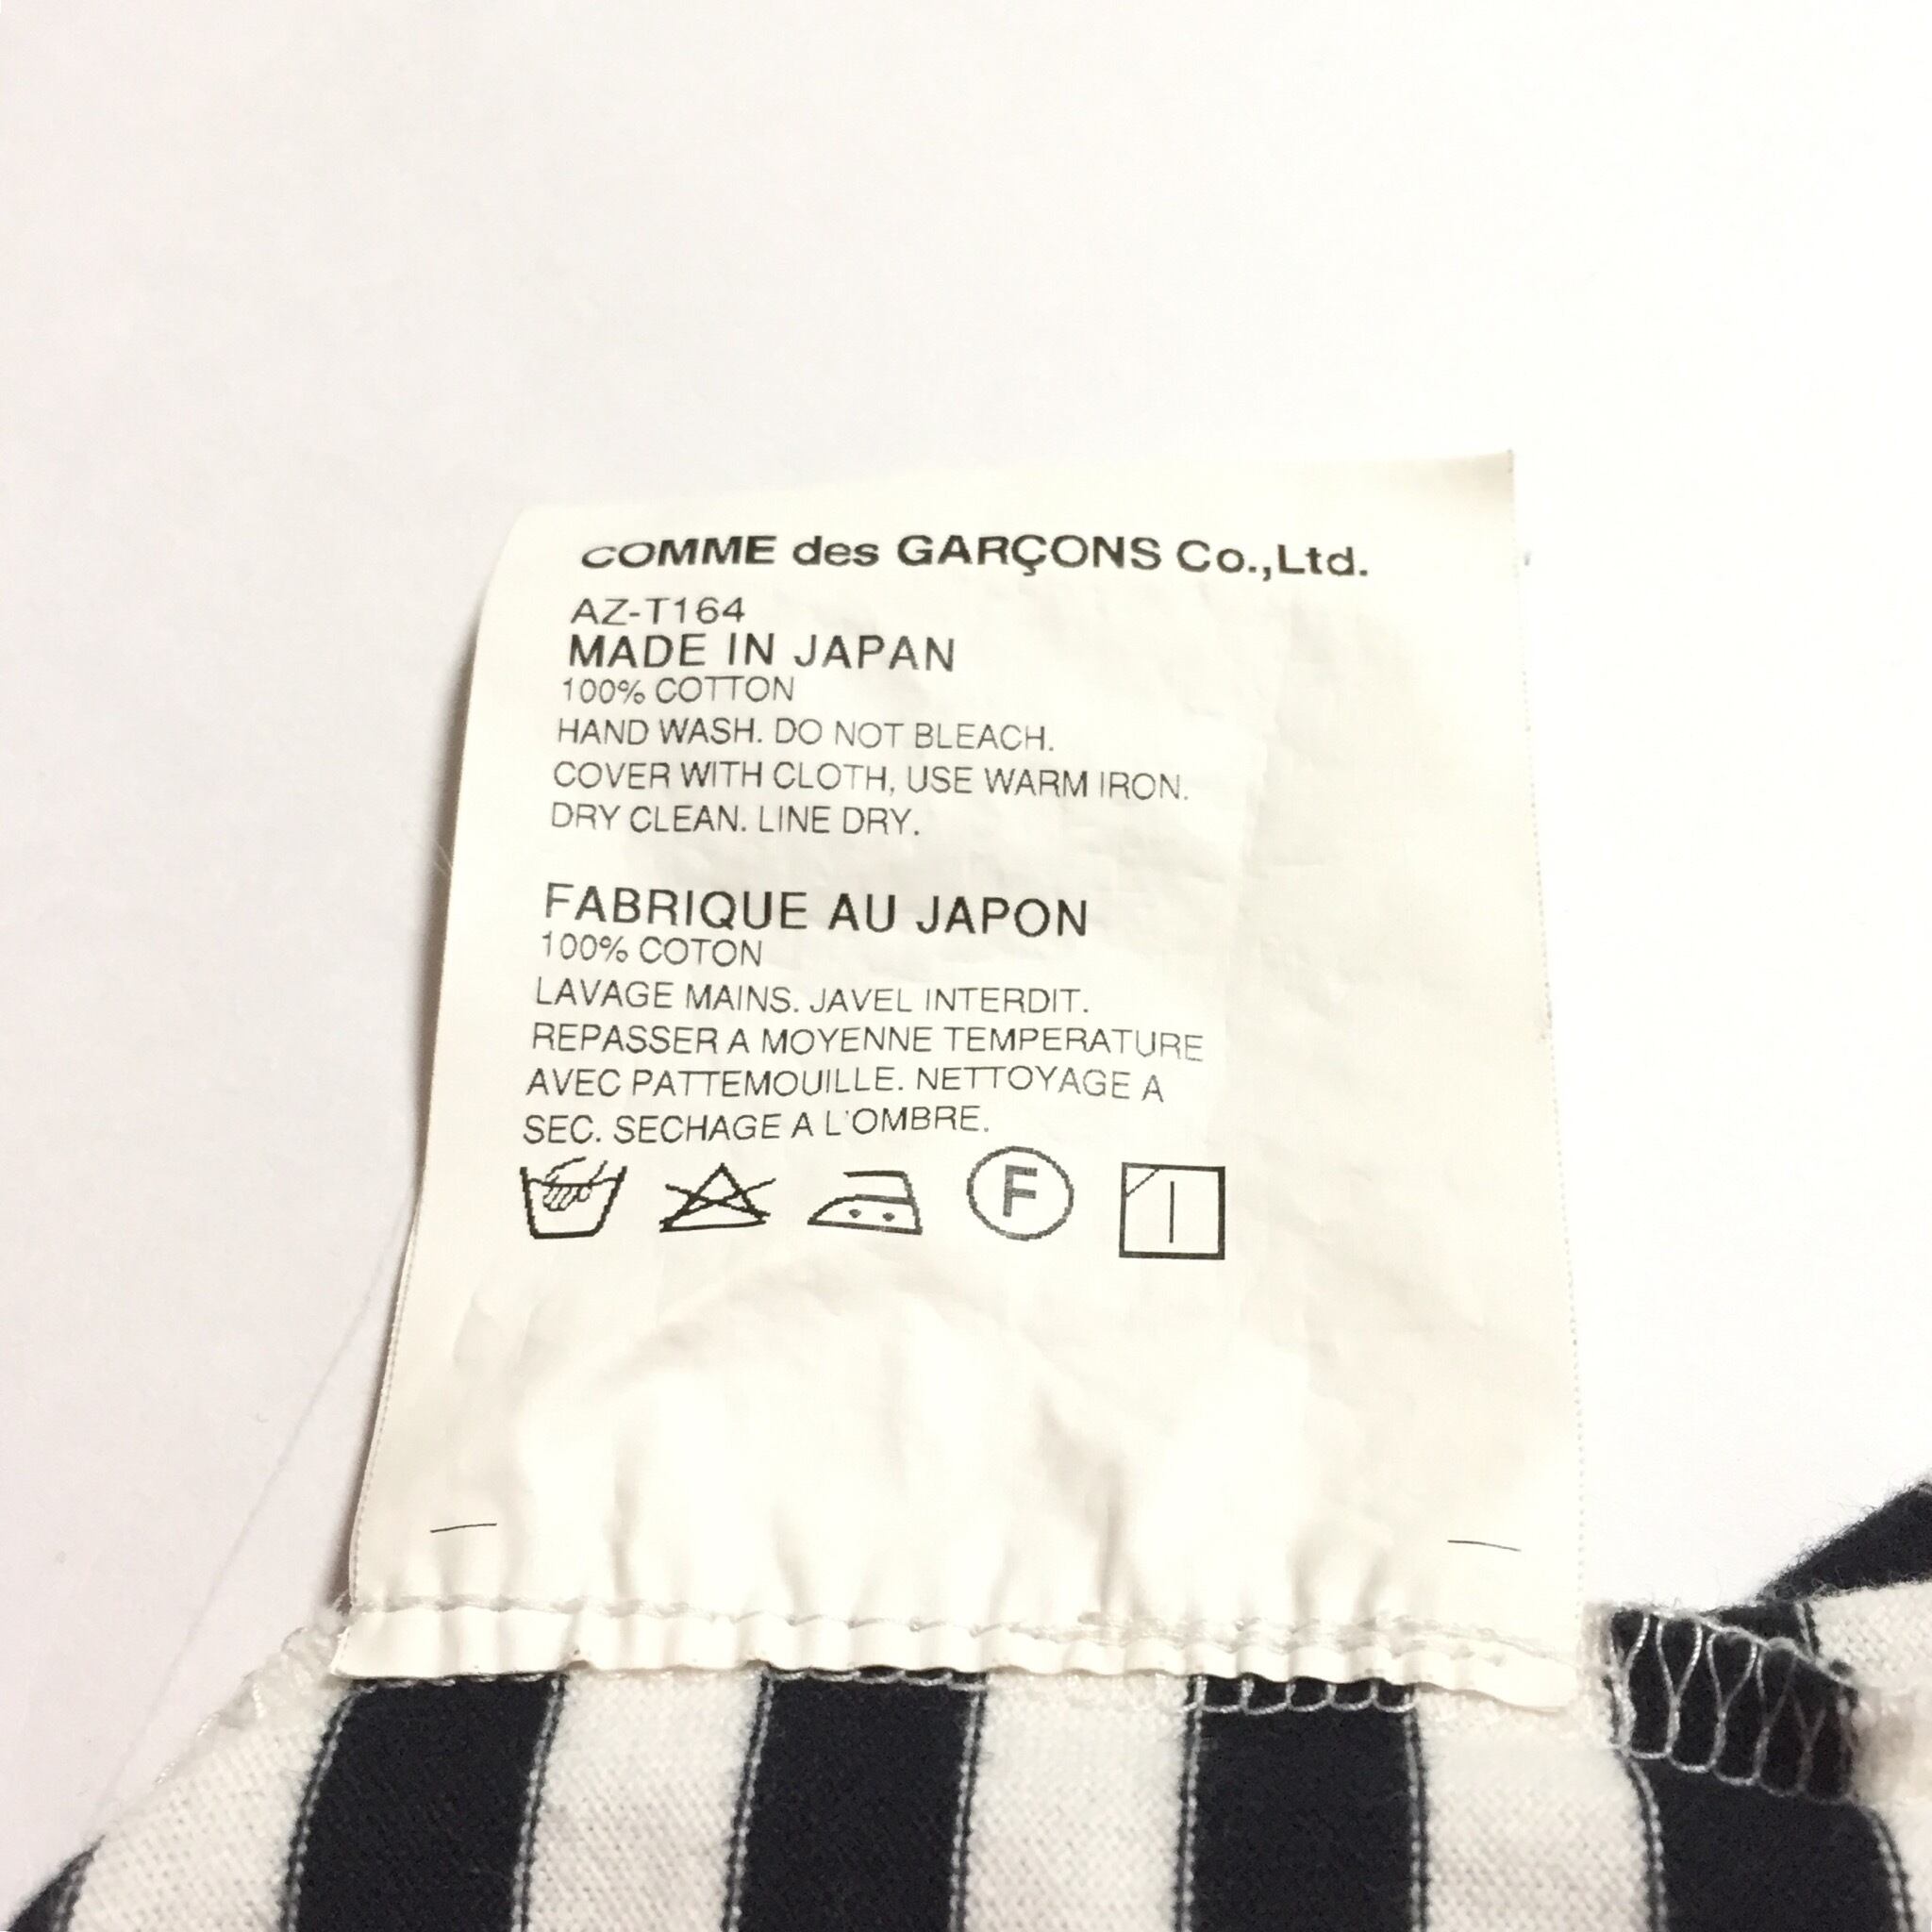 COMME des GARÇONS Co.,Ltd.
AZ-T164
MADE IN JAPAN
100% COTTON
HAND WASH. DO NOT BLEACH.
COVER WITH CLOTH, USE WARM IRON.
DRY CLEAN. LINE DRY.
FABRIQUE AU JAPON
100% COTON
LAVAGE MAINS. JAVEL INTERDIT.
REPASSER A MOYENNE TEMPERATURE
AVEC PATTEMOUILLE. NETTOYAGE A
SEC. SECHAGE A L'OMBRE.
F